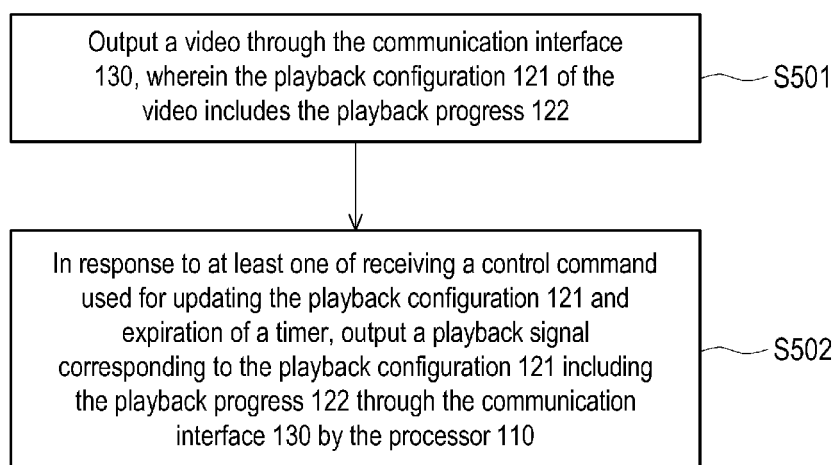 Output a video through the communication interface
130, wherein the playback configuration 121 of the
video includes the playback progress 122
S501
In response to at least one of receiving a control command
used for updating the playback configuration 121 and
expiration of a timer, output a playback signal
corresponding to the playback configuration 121 including
the playback progress 122 through the communication
interface 130 by the processor 110
S502